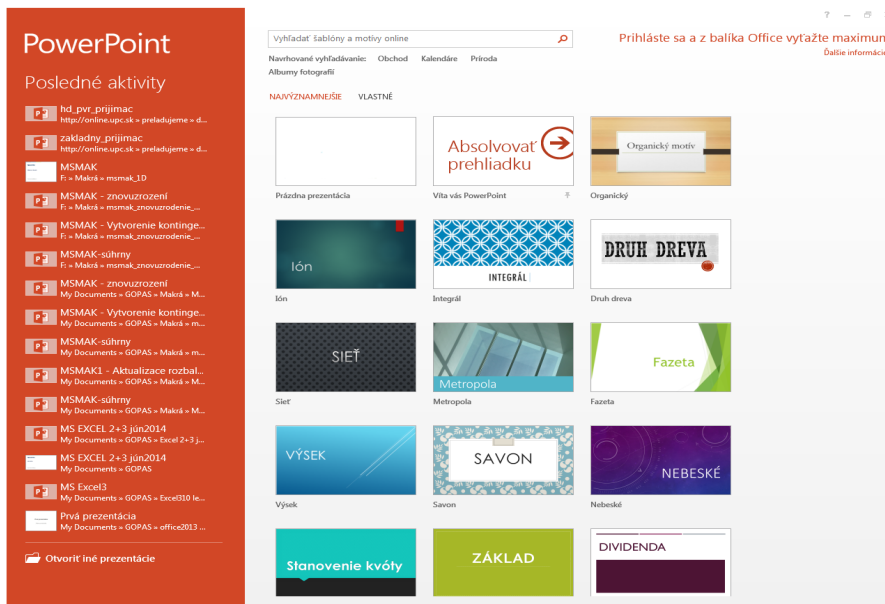 PowerPoint
Posledné aktivity
hd_pvr_prijimac
http://online.upc.sk » preladujeme » d...
zakladny_prijimac
http://online.upc.sk » preladujeme » d...
MSMAK
F: » Makrá » msmak_1D
MSMAK - znovuzrození
F: » Makrá » msmak_znovuzrodenie_...
MSMAK - Vytvorenie kontinge...
F: » Makrá » msmak_znovuzrodenie_...
MSMAK-súhrny
F: » Makrá » msmak_znovuzrodenie_...
MSMAK - znovuzrození
My Documents » GOPAS » Makrá » M...
MSMAK - Vytvorenie kontinge...
My Documents » GOPAS » Makrá » m...
MSMAK-súhrny
My Documents » GOPAS » Makrá » m...
MSMAK1 - Aktualizace rozbal...
My Documents » GOPAS » Makrá » M...
MSMAK-súhrny
My Documents » GOPAS » Makrá » M...
MS EXCEL 2+3 jún2014
My Documents » GOPAS » Excel 2+3 j...
MS EXCEL 2+3 jún2014
My Documents » GOPAS
MS Excel3
My Documents » GOPAS » Excel310 le...
Prvá prezentácia
My Documents » GOPAS » office2013 ...
Otvoriť iné prezentácie
Vyhľadať šablóny a motívy online
Navrhované vyhľadávanie: Obchod Kalendáre Príroda
Albumy fotografií
NAJVÝZNAMNEJŠIE VLASTNÉ
Prihláste sa a z balíka Office vyťažte maximum
Ďalšie informácie
Absolvovať
prehliadku
Organický motív
Prázdna prezentácia
Víta vás PowerPoint
Organický
Ión
INTEGRÁL
DRUH DREVA
Ión
Integrál
Druh dreva
SIEŤ
Metropola
Fazeta
Sieť
Metropola
Fazeta
VÝSEK
SAVON
NEBESKÉ
Výsek
Savon
Nebeské
Stanovenie kvóty
ZÁKLAD
DIVIDENDA